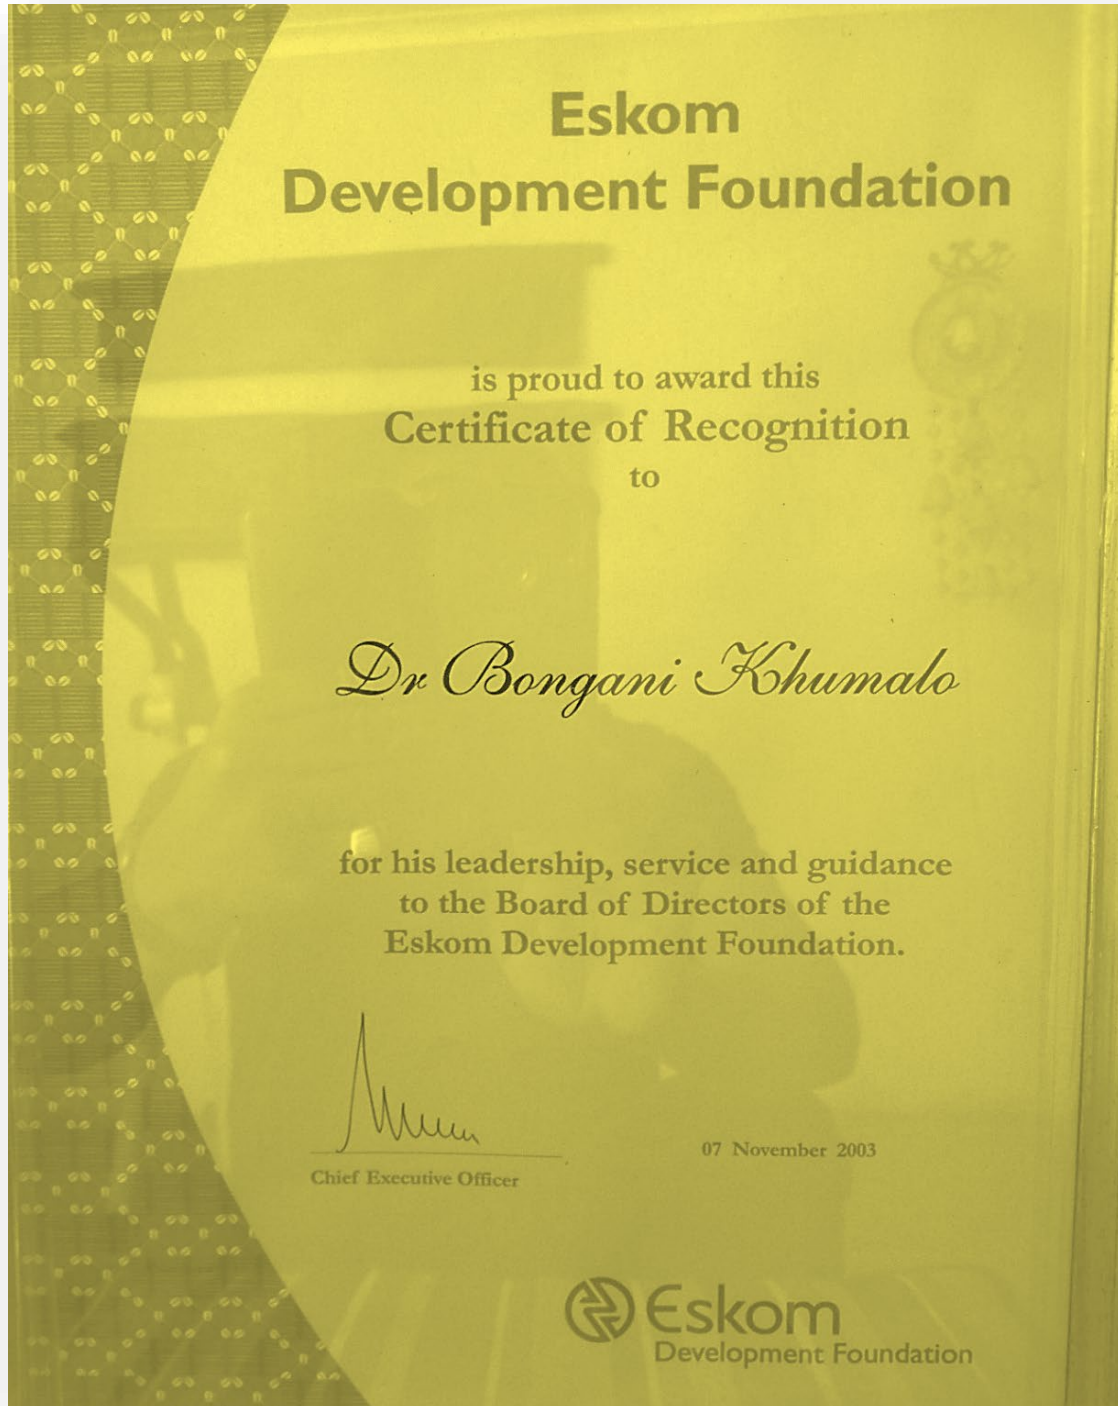 Eskom
Development Foundation
is proud to award this
Certificate of Recognition
to
Dr Bongani Khumalo
for his leadership, service and guidance
to the Board of Directors of the
Eskom Development Foundation.
Chief Executive Officer
07 November 2003
Eskom
Development Foundation